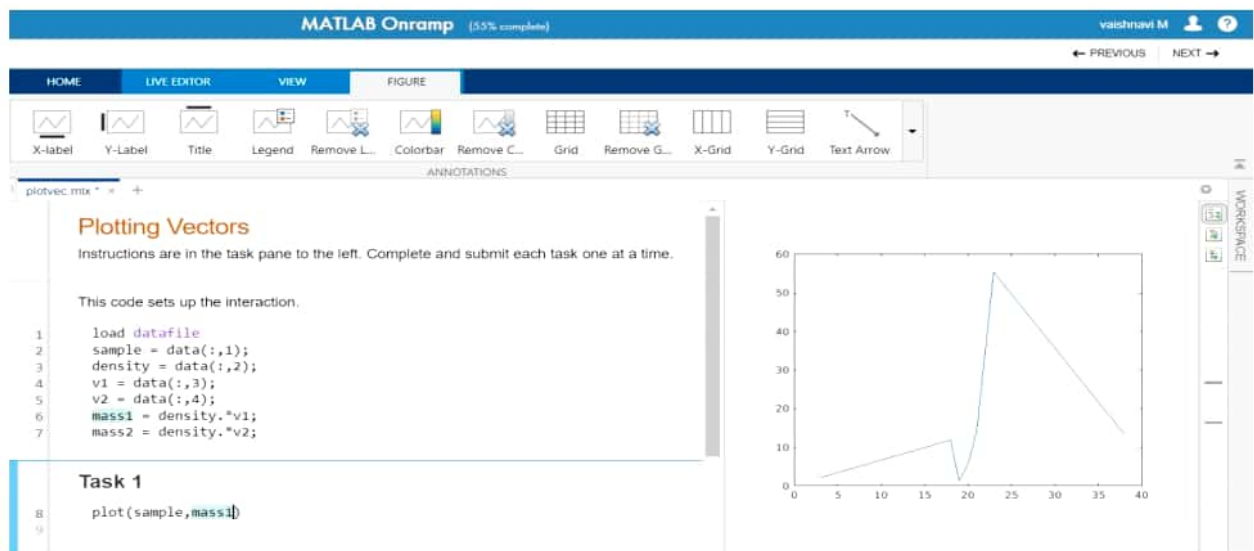 MATLAB Onramp (55% complete)
vaishnavi M ?
← PREVIOUS NEXT →
HOME LIVE EDITOR VIEW FIGURE
X-label Y-Label Title Legend Remove L... Colorbar Remove C... Grid Remove G... X-Grid Y-Grid Text Arrow
ANNOTATIONS
plotvec.mlx * × +
WORKSPACE
Plotting Vectors
Instructions are in the task pane to the left. Complete and submit each task one at a time.
This code sets up the interaction.
1 load datafile
2 sample = data(:,1);
3 density = data(:,2);
4 v1 = data(:,3);
5 v2 = data(:,4);
6 mass1 = density.*v1;
7 mass2 = density.*v2;
Task 1
8 plot(sample,mass1)
9
60
50
40
30
20
10
0
0 5 10 15 20 25 30 35 40